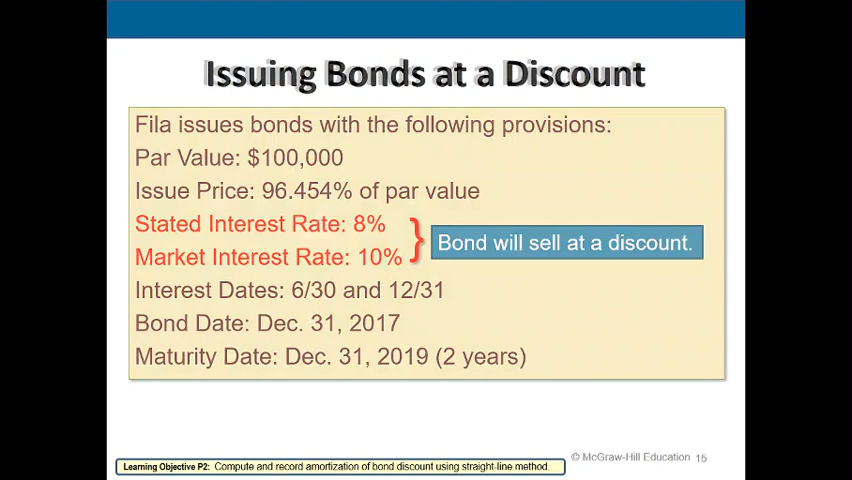 Issuing Bonds at a Discount
Fila issues bonds with the following provisions:
Par Value: $100,000
Issue Price: 96.454% of par value
Stated Interest Rate: 8%
Market Interest Rate: 10%
Bond will sell at a discount.
Interest Dates: 6/30 and 12/31
Bond Date: Dec. 31, 2017
Maturity Date: Dec. 31, 2019 (2 years)
Learning Objective P2: Compute and record amortization of bond discount using straight-line method.
© McGraw-Hill Education 15